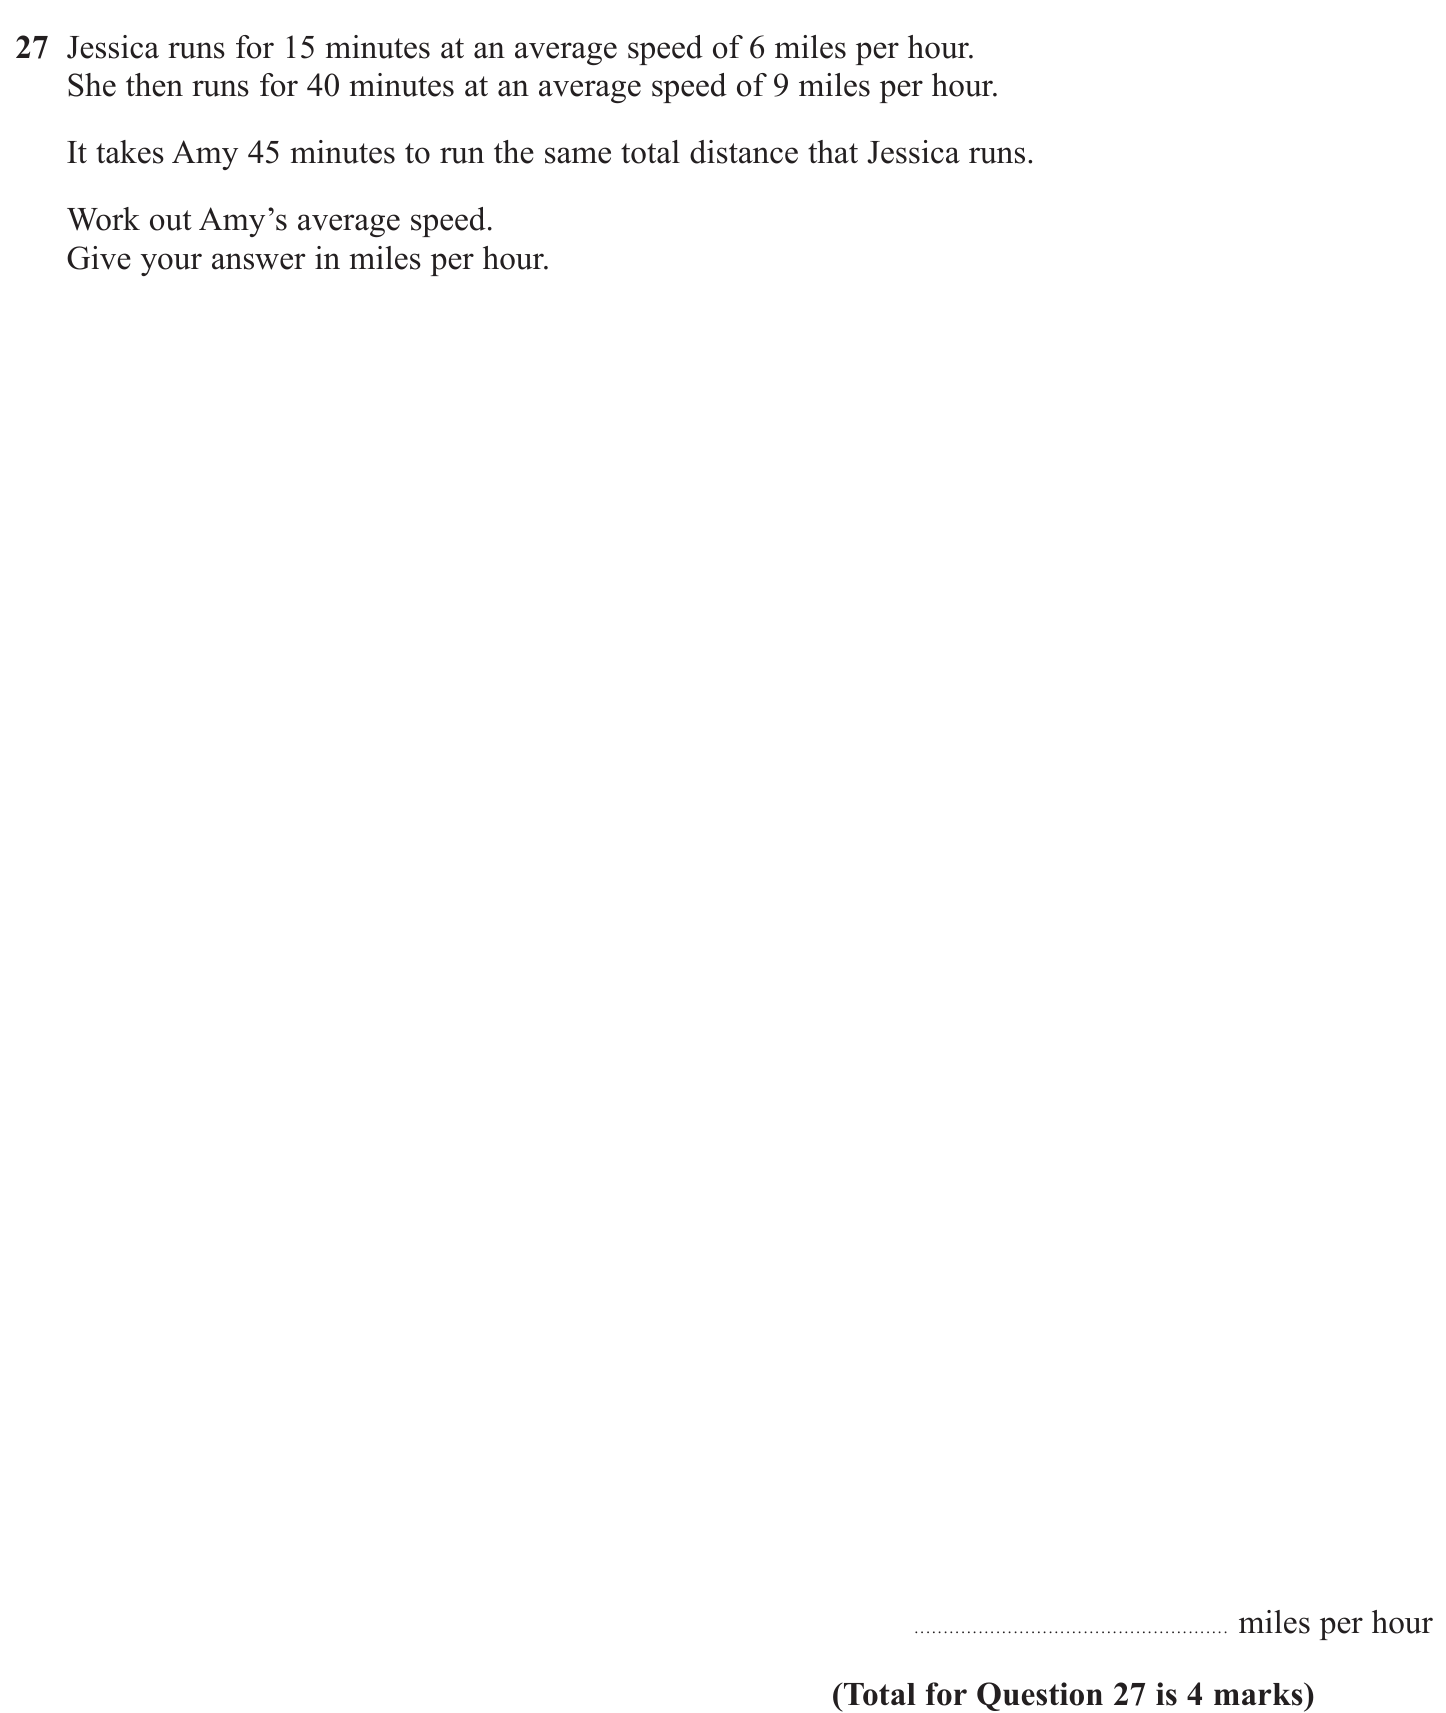 27 Jessica runs for 15 minutes at an average speed of 6 miles per hour.
She then runs for 40 minutes at an average speed of 9 miles per hour.
It takes Amy 45 minutes to run the same total distance that Jessica runs.
Work out Amy’s average speed.
Give your answer in miles per hour.
...................................................... miles per hour
(Total for Question 27 is 4 marks)